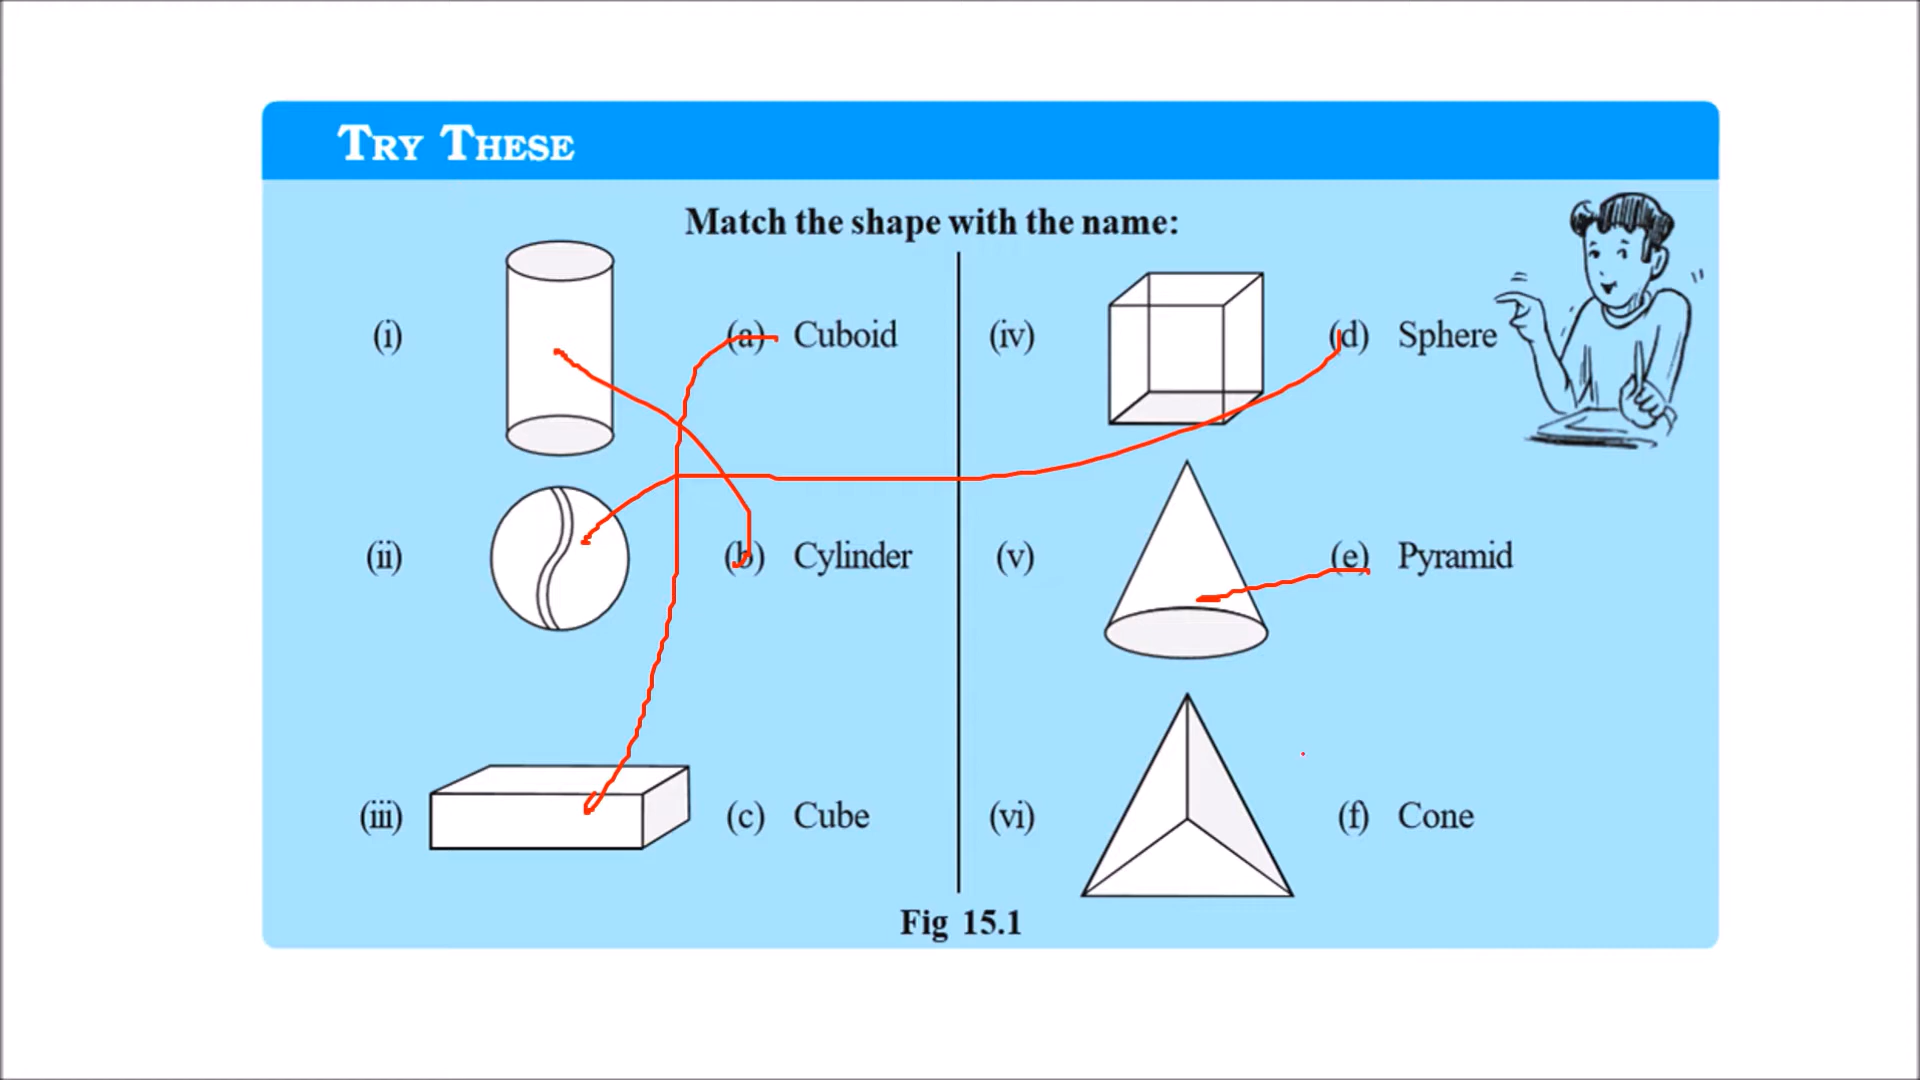 TRY THESE
Match the shape with the name:
(i) (a) Cuboid
(ii) (b) Cylinder
(iii) (c) Cube
(iv) (d) Sphere
(v) (e) Pyramid
(vi) (f) Cone
Fig 15.1